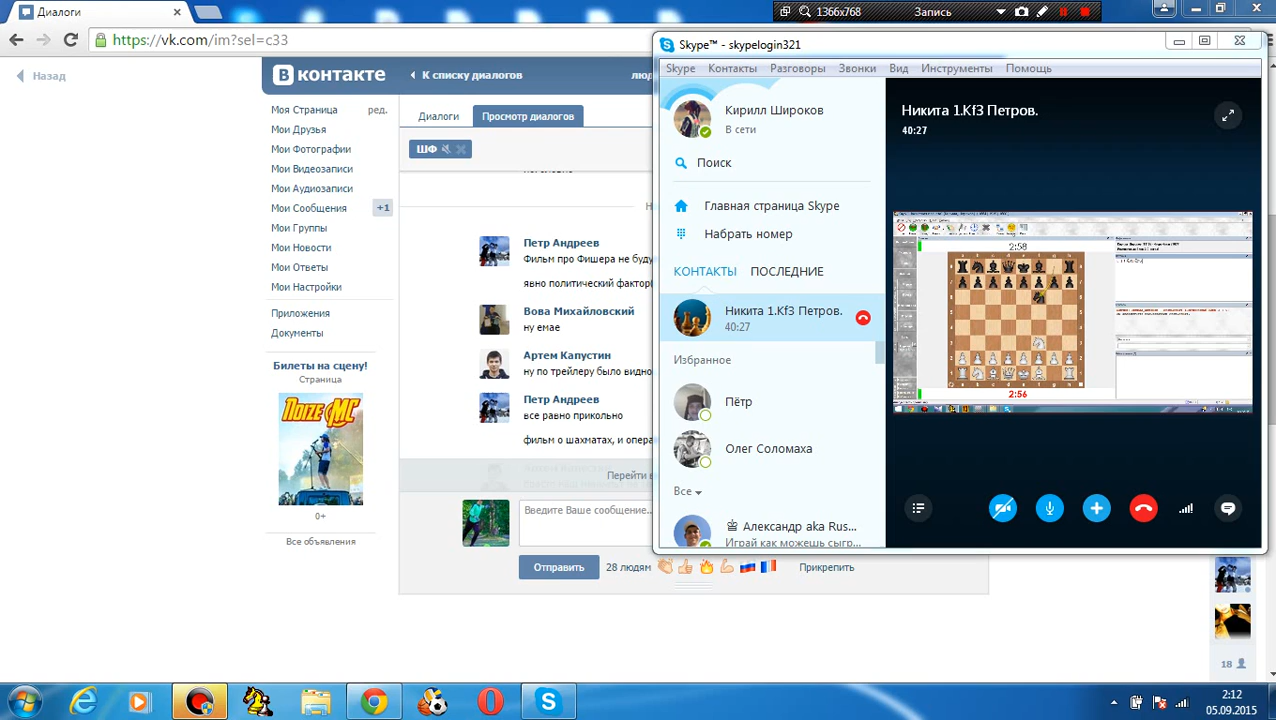 Диалоги
1366x768
Запись
https://vk.com/im?sel=c33
Назад
В контакте
К списку диалогов
люд
Моя Страница
ред.
Мои Друзья
Мои Фотографии
Мои Видеозаписи
Мои Аудиозаписи
Мои Сообщения
+1
Мои Группы
Мои Новости
Мои Ответы
Мои Настройки
Приложения
Документы
Билеты на сцену!
Страница
NOIZE MC
0+
Все объявления
Диалоги
Просмотр диалогов
ШФ
Петр Андреев
Фильм про Фишера не буду
явно политический фактор
Вова Михайловский
ну емае
Артем Капустин
ну по трейлеру было видно
Петр Андреев
все равно прикольно
фильм о шахматах, и опера
Перейти в
Введите Ваше сообщение...
Отправить
28 людям
Прикрепить
Skype™ - skypelogin321
Skype
Контакты
Разговоры
Звонки
Вид
Инструменты
Помощь
Кирилл Широков
В сети
Поиск
Главная страница Skype
Набрать номер
КОНТАКТЫ
ПОСЛЕДНИЕ
Никита 1.Kf3 Петров.
40:27
Избранное
Пётр
Олег Соломаха
Все
Александр aka Rus...
Играй как можешь сыгр...
Никита 1.Kf3 Петров.
40:27
2:58
2:56
18
2:12
05.09.2015